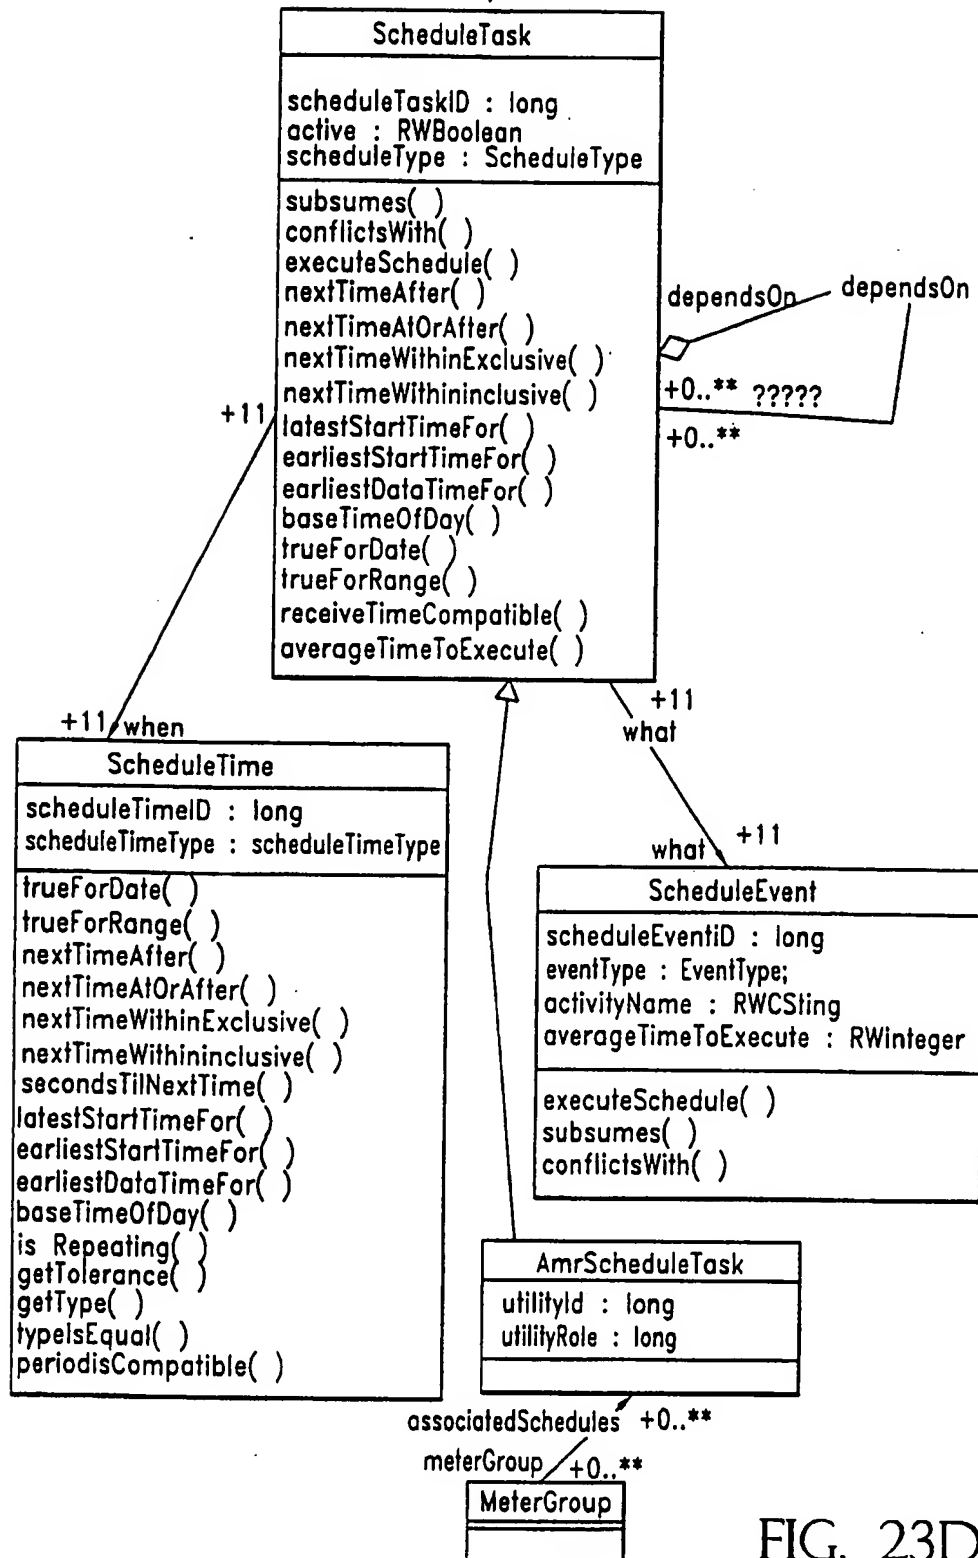 ScheduleTask
scheduleTaskID : long
active : RWBoolean
scheduleType : ScheduleType
subsumes( )
conflictsWith( )
executeSchedule( )
nextTimeAfter( )
nextTimeAtOrAfter( )
nextTimeWithinExclusive( )
nextTimeWithininclusive( )
latestStartTimeFor( )
earliestStartTimeFor( )
earliestDataTimeFor( )
baseTimeOfDay( )
trueForDate( )
trueForRange( )
receiveTimeCompatible( )
averageTimeToExecute( )
dependsOn
dependsOn
+0..** ?????
+0..**
+11
+11 when
+11
what
what
+11
ScheduleTime
scheduleTimeID : long
scheduleTimeType : scheduleTimeType
trueForDate( )
trueForRange( )
nextTimeAfter( )
nextTimeAtOrAfter( )
nextTimeWithinExclusive( )
nextTimeWithininclusive( )
secondsTilNextTime( )
latestStartTimeFor( )
earliestStartTimeFor( )
earliestDataTimeFor( )
baseTimeOfDay( )
is Repeating( )
getTolerance( )
getType( )
typeIsEqual( )
periodisCompatible( )
ScheduleEvent
scheduleEventiD : long
eventType : EventType;
activityName : RWCSting
averageTimeToExecute : RWinteger
executeSchedule( )
subsumes( )
conflictsWith( )
AmrScheduleTask
utilityId : long
utilityRole : long
associatedSchedules +0..**
meterGroup +0..**
MeterGroup
FIG. 23D